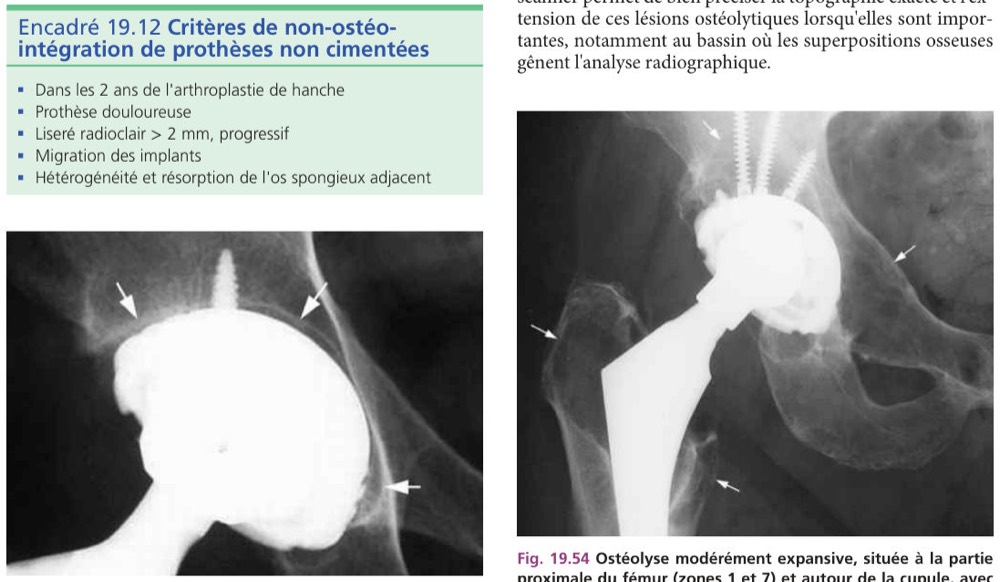 Encadré 19.12 Critères de non-ostéo-
intégration de prothèses non cimentées
▪ Dans les 2 ans de l'arthroplastie de hanche
▪ Prothèse douloureuse
▪ Liseré radioclair > 2 mm, progressif
▪ Migration des implants
▪ Hétérogénéité et résorption de l'os spongieux adjacent
scanner permet de bien préciser la topographie exacte et l'ex-
tension de ces lésions ostéolytiques lorsqu'elles sont impor-
tantes, notamment au bassin où les superpositions osseuses
gênent l'analyse radiographique.
Fig. 19.54 Ostéolyse modérément expansive, située à la partie
proximale du fémur (zones 1 et 7) et autour de la cupule, avec